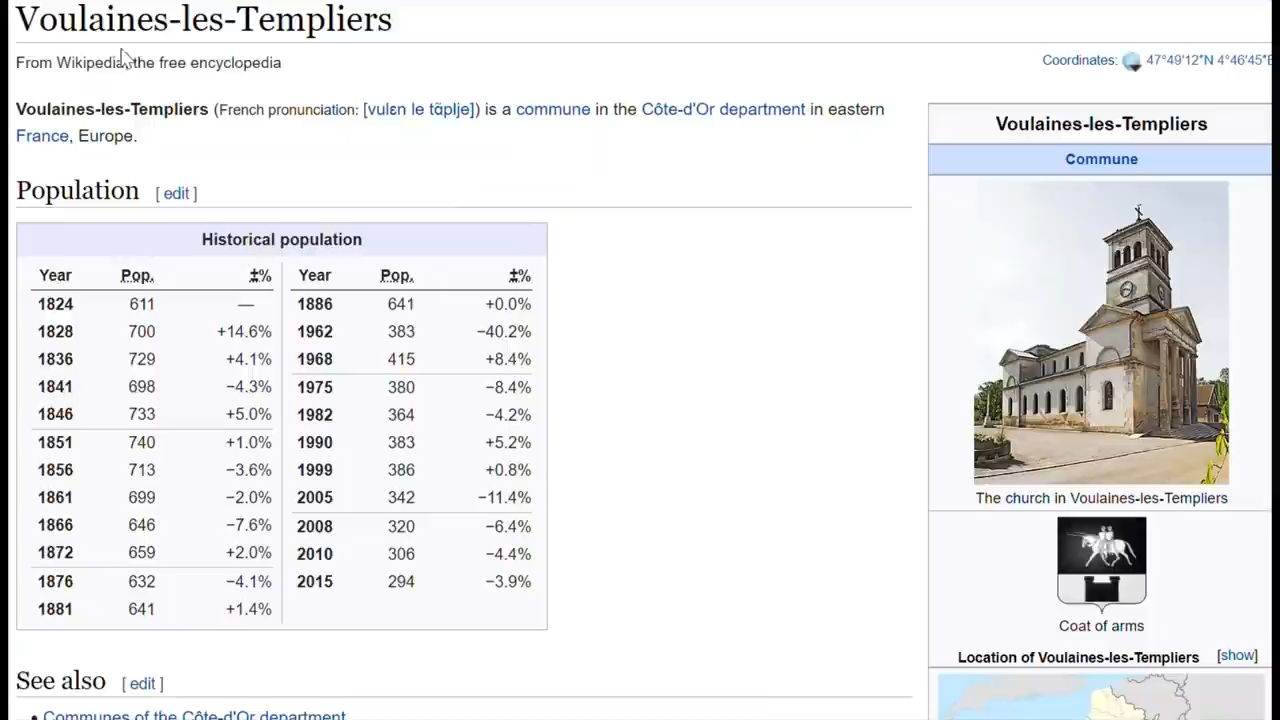 Voulaines-les-Templiers
From Wikipedia, the free encyclopedia
Coordinates: 47°49′12″N 4°46′45″E
Voulaines-les-Templiers (French pronunciation: [vulɛn le tɑ̃plje]) is a commune in the Côte-d'Or department in eastern
France, Europe.
Population [ edit ]
Historical population
Year Pop. ±% Year Pop. ±%
1824 611 — 1886 641 +0.0%
1828 700 +14.6% 1962 383 −40.2%
1836 729 +4.1% 1968 415 +8.4%
1841 698 −4.3% 1975 380 −8.4%
1846 733 +5.0% 1982 364 −4.2%
1851 740 +1.0% 1990 383 +5.2%
1856 713 −3.6% 1999 386 +0.8%
1861 699 −2.0% 2005 342 −11.4%
1866 646 −7.6% 2008 320 −6.4%
1872 659 +2.0% 2010 306 −4.4%
1876 632 −4.1% 2015 294 −3.9%
1881 641 +1.4%
See also [ edit ]
• Communes of the Côte-d'Or department
Voulaines-les-Templiers
Commune
The church in Voulaines-les-Templiers
Coat of arms
Location of Voulaines-les-Templiers [show]